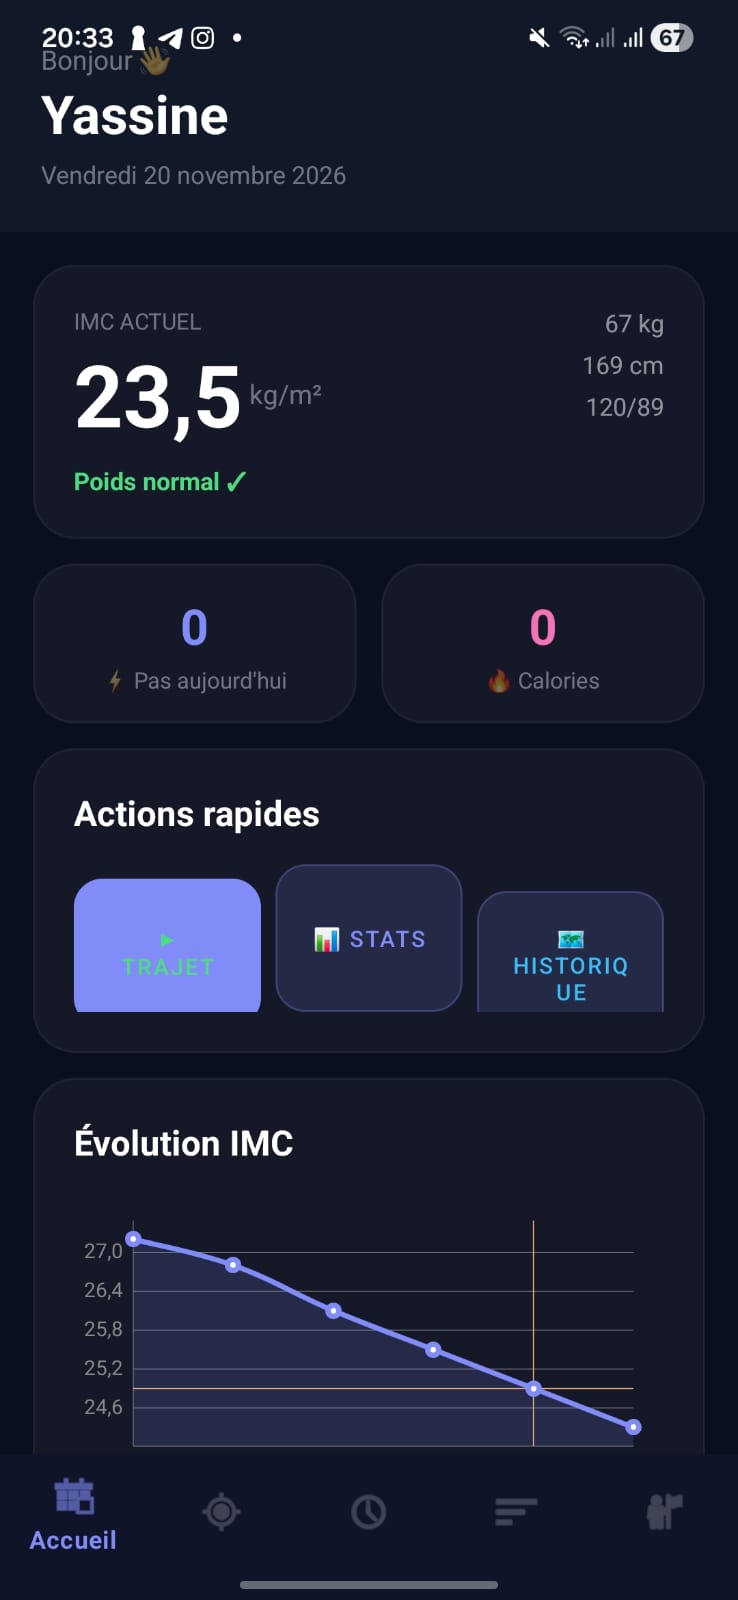 20:33
67
Bonjour 👋
Yassine
Vendredi 20 novembre 2026
IMC ACTUEL
67 kg
23,5 kg/m²
169 cm
120/89
Poids normal ✓
0
⚡ Pas aujourd'hui
0
🔥 Calories
Actions rapides
▶
TRAJET
📊 STATS
🗺️
HISTORIQ
UE
Évolution IMC
27,0
26,4
25,8
25,2
24,6
Accueil